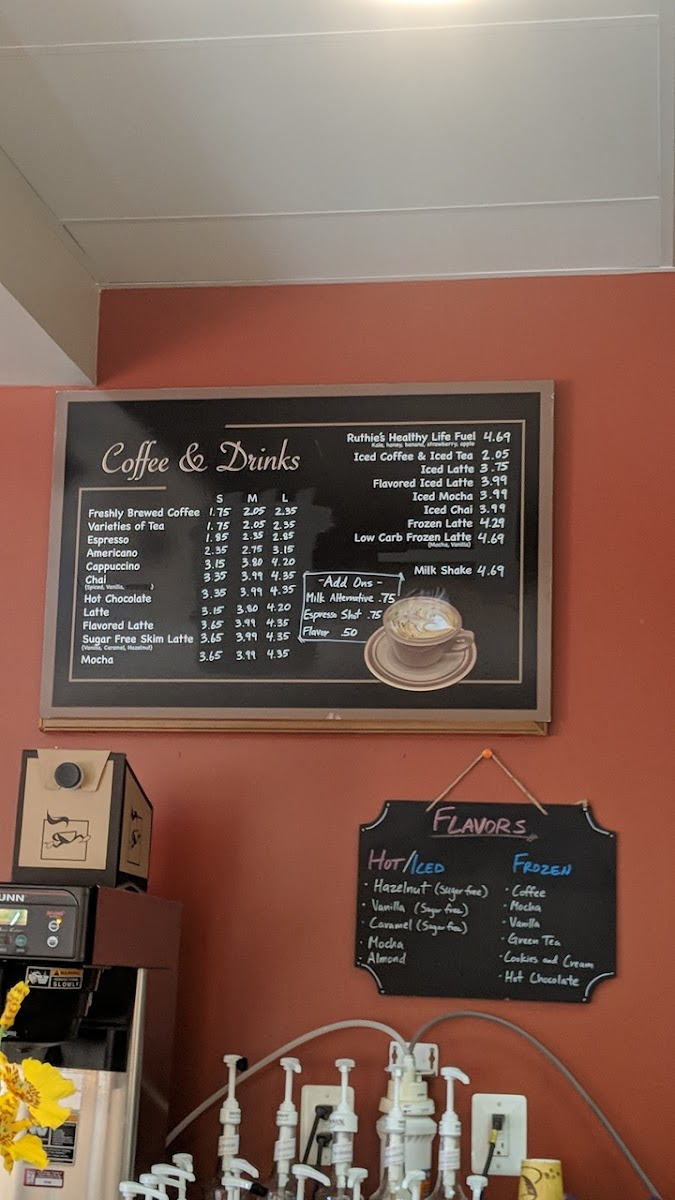 Coffee & Drinks
S M L
Freshly Brewed Coffee 1.75 2.05 2.35
Varieties of Tea 1.75 2.05 2.35
Espresso 1.85 2.35 2.85
Americano 2.35 2.75 3.15
Cappuccino 3.15 3.80 4.20
Chai 3.35 3.99 4.35
(Spiced, Vanilla,
Hot Chocolate 3.35 3.99 4.35
Latte 3.15 3.80 4.20
Flavored Latte 3.65 3.99 4.35
Sugar Free Skim Latte 3.65 3.99 4.35
(Vanilla, Caramel, Hazelnut)
Mocha 3.65 3.99 4.35
Ruthie's Healthy Life Fuel 4.69
Kale, honey, banana, strawberry, apple
Iced Coffee & Iced Tea 2.05
Iced Latte 3.75
Flavored Iced Latte 3.99
Iced Mocha 3.99
Iced Chai 3.99
Frozen Latte 4.29
Low Carb Frozen Latte 4.69
(Mocha, Vanilla)
Milk Shake 4.69
-Add Ons-
Milk Alternative .75
Espresso Shot .75
Flavor .50
FLAVORS
HOT/ICED
· Hazelnut (Sugar free)
· Vanilla (Sugar free)
· Caramel (Sugar free)
· Mocha
· Almond
FROZEN
· Coffee
· Mocha
· Vanilla
· Green Tea
· Cookies and Cream
· Hot Chocolate
UNN
WARNING
SLOWLY